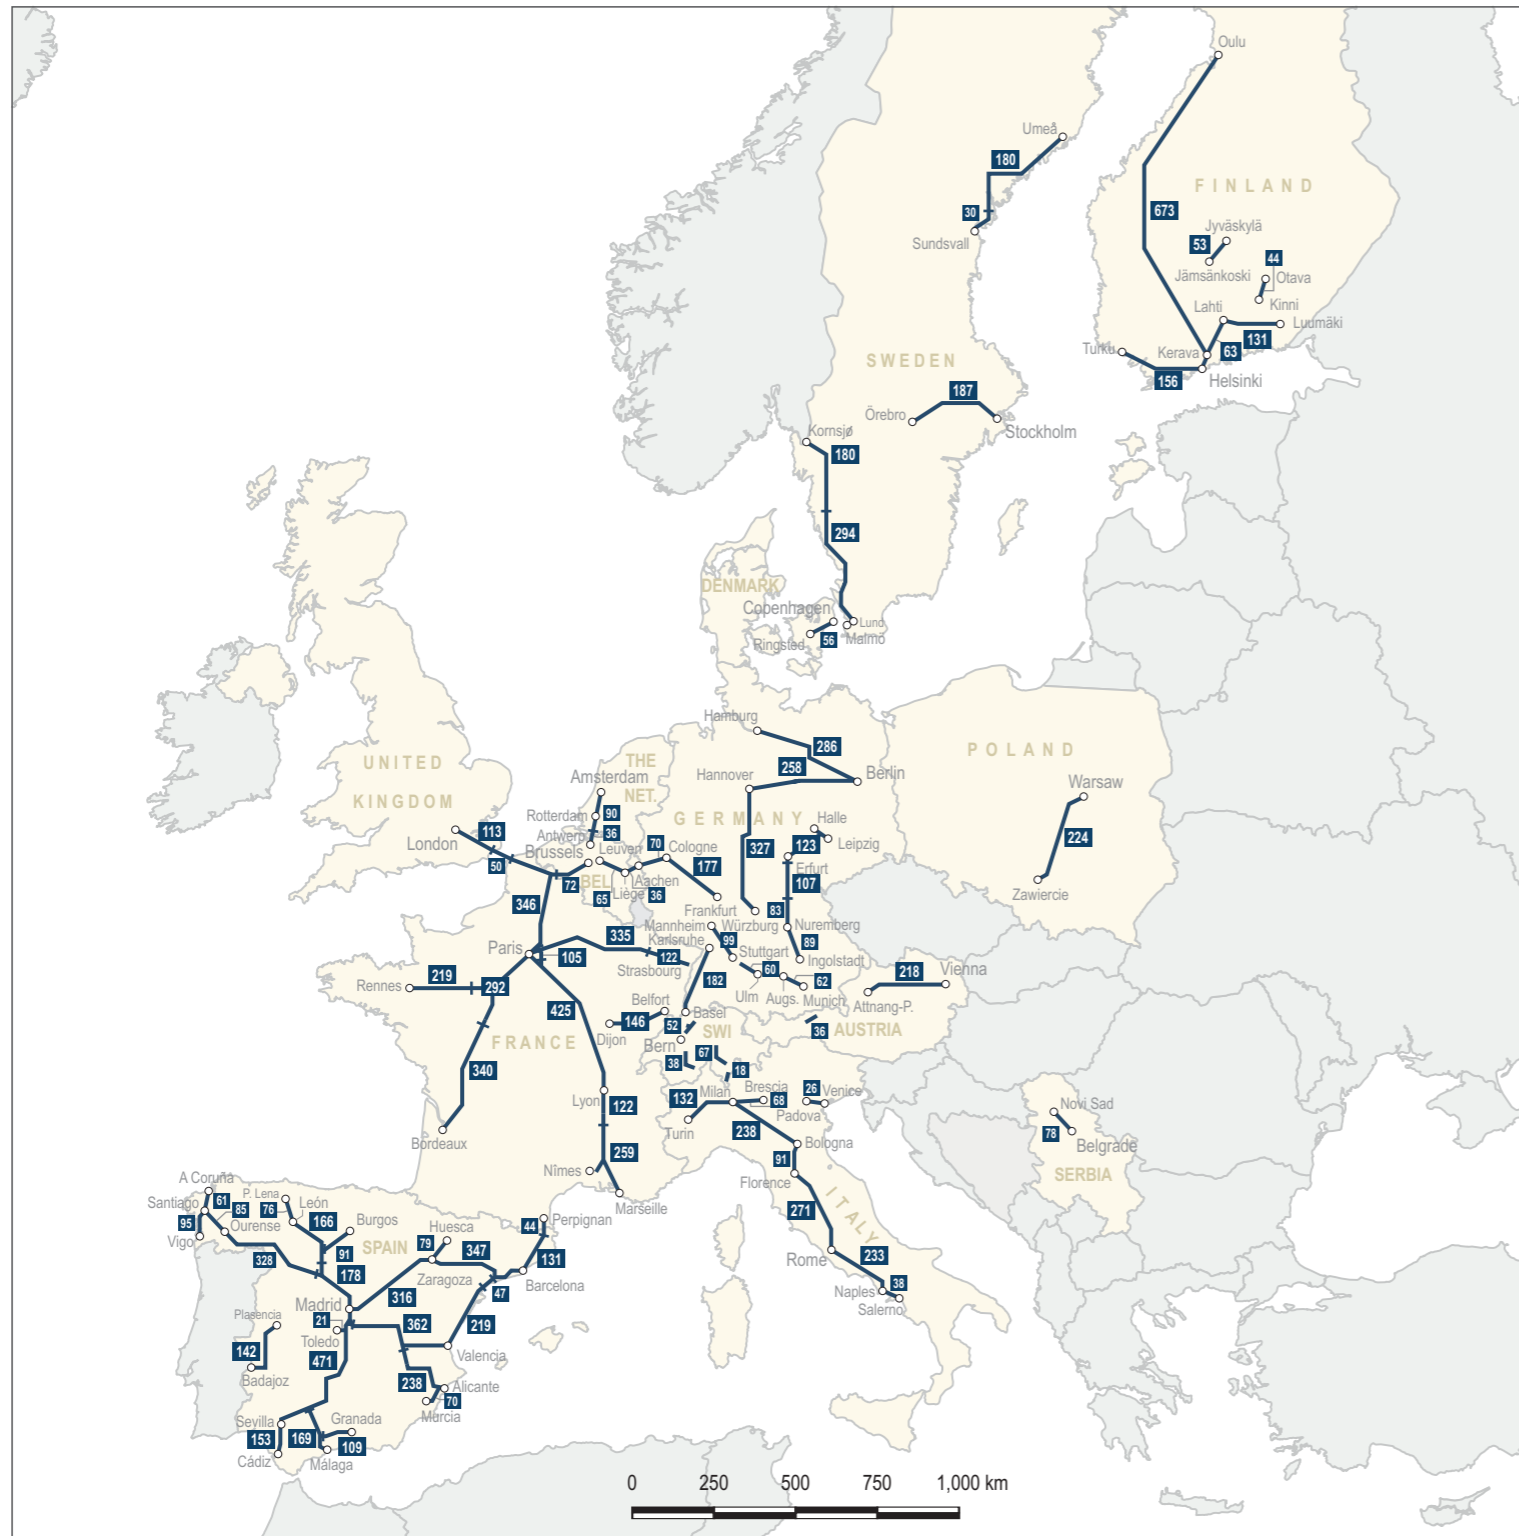 Oulu
Umeå
180
FINLAND
30
673
Jyväskylä
Sundsvall
53
44
Jämsänkoski
Otava
Kinni
Lahti
Luumäki
131
Turku
Kerava
63
SWEDEN
156
Helsinki
187
Örebro
Stockholm
Kornsjø
180
294
DENMARK
Copenhagen
Lund
Ringsted
56
Malmö
Hamburg
286
POLAND
UNITED
KINGDOM
THE
NET.
258
Amsterdam
Hannover
Berlin
Warsaw
Rotterdam
90
GERMANY
Halle
113
Antwerp
36
70
London
Brussels
Leuven
Cologne
327
123
Leipzig
224
50
72
BEL
Aachen
177
Erfurt
Liège
65
36
107
Zawiercie
346
Frankfurt
83
Mannheim
Würzburg
Nuremberg
335
Karlsruhe
99
89
Paris
105
122
Stuttgart
Strasbourg
60
Ingolstadt
219
182
218
Vienna
Rennes
292
62
Ulm
Augs.
Munich
Attnang-P.
425
Belfort
Basel
146
52
SWI
36
AUSTRIA
FRANCE
Dijon
Bern
67
38
18
340
Lyon
122
132
Milan
Brescia
26
Venice
68
Padova
Novi Sad
Turin
238
78
Belgrade
Bordeaux
259
Bologna
91
Nîmes
Florence
SERBIA
A Coruña
P. Lena
Marseille
ITALY
Santiago
61
85
76
León
271
95
Ourense
166
Burgos
Huesca
44
Perpignan
Vigo
91
SPAIN
79
347
131
Rome
328
178
Zaragoza
Barcelona
233
316
47
38
Madrid
Naples
Salerno
Plasencia
21
362
219
Toledo
142
471
Valencia
Badajoz
238
Alicante
70
Murcia
Sevilla
Granada
153
169
109
Cádiz
Málaga
0 250 500 750 1,000 km